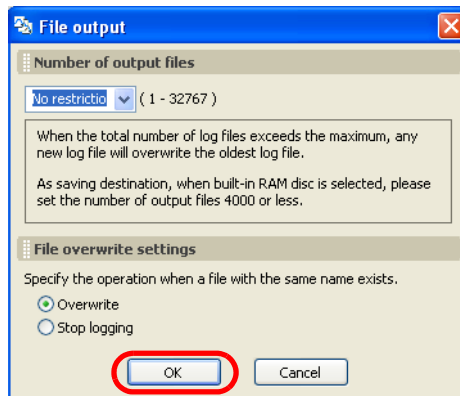 File output
Number of output files
No restrictio ( 1 - 32767 )
When the total number of log files exceeds the maximum, any
new log file will overwrite the oldest log file.
As saving destination, when built-in RAM disc is selected, please
set the number of output files 4000 or less.
File overwrite settings
Specify the operation when a file with the same name exists.
Overwrite
Stop logging
OK Cancel